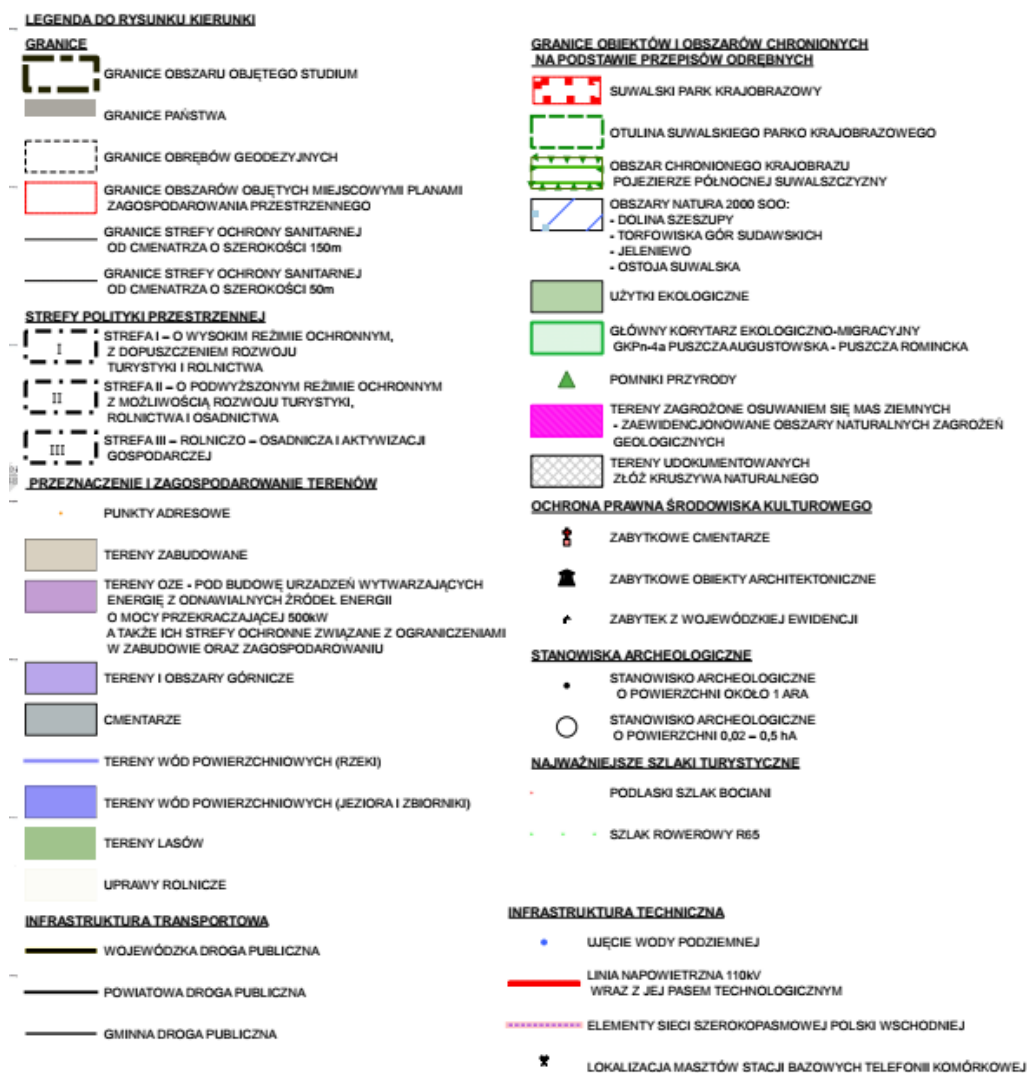 LEGENDA DO RYSUNKU KIERUNKI
GRANICE
GRANICE OBSZARU OBJĘTEGO STUDIUM
GRANICE PAŃSTWA
GRANICE OBRĘBÓW GEODEZYJNYCH
GRANICE OBSZARÓW OBJĘTYCH MIEJSCOWYMI PLANAMI
ZAGOSPODAROWANIA PRZESTRZENNEGO
GRANICE STREFY OCHRONY SANITARNEJ
OD CMENATRZA O SZEROKOŚCI 150m
GRANICE STREFY OCHRONY SANITARNEJ
OD CMENATRZA O SZEROKOŚCI 50m
STREFY POLITYKI PRZESTRZENNEJ
I
STREFA I – O WYSOKIM REŻIMIE OCHRONNYM,
Z DOPUSZCZENIEM ROZWOJU
TURYSTYKI I ROLNICTWA
II
STREFA II – O PODWYŻSZONYM REŻIMIE OCHRONNYM
Z MOŻLIWOŚCIĄ ROZWOJU TURYSTYKI,
ROLNICTWA I OSADNICTWA
III
STREFA III – ROLNICZO – OSADNICZA I AKTYWIZACJI
GOSPODARCZEJ
PRZEZNACZENIE I ZAGOSPODAROWANIE TERENÓW
PUNKTY ADRESOWE
TERENY ZABUDOWANE
TERENY OZE - POD BUDOWĘ URZADZEŃ WYTWARZAJĄCYCH
ENERGIĘ Z ODNAWIALNYCH ŹRÓDEŁ ENERGII
O MOCY PRZEKRACZAJĄCEJ 500kW
A TAKŻE ICH STREFY OCHRONNE ZWIĄZANE Z OGRANICZENIAMI
W ZABUDOWIE ORAZ ZAGOSPODAROWANIU
TERENY I OBSZARY GÓRNICZE
CMENTARZE
TERENY WÓD POWIERZCHNIOWYCH (RZEKI)
TERENY WÓD POWIERZCHNIOWYCH (JEZIORA I ZBIORNIKI)
TERENY LASÓW
UPRAWY ROLNICZE
INFRASTRUKTURA TRANSPORTOWA
WOJEWÓDZKA DROGA PUBLICZNA
POWIATOWA DROGA PUBLICZNA
GMINNA DROGA PUBLICZNA
GRANICE OBIEKTÓW I OBSZARÓW CHRONIONYCH
NA PODSTAWIE PRZEPISÓW ODRĘBNYCH
SUWALSKI PARK KRAJOBRAZOWY
OTULINA SUWALSKIEGO PARKO KRAJOBRAZOWEGO
OBSZAR CHRONIONEGO KRAJOBRAZU
POJEZIERZE PÓŁNOCNEJ SUWALSZCZYZNY
OBSZARY NATURA 2000 SOO:
- DOLINA SZESZUPY
- TORFOWISKA GÓR SUDAWSKICH
- JELENIEWO
- OSTOJA SUWALSKA
UŻYTKI EKOLOGICZNE
GŁÓWNY KORYTARZ EKOLOGICZNO-MIGRACYJNY
GKPn-4a PUSZCZA AUGUSTOWSKA - PUSZCZA ROMINCKA
POMNIKI PRZYRODY
TERENY ZAGROŻONE OSUWANIEM SIĘ MAS ZIEMNYCH
- ZAEWIDENCJONOWANE OBSZARY NATURALNYCH ZAGROŻEŃ
GEOLOGICZNYCH
TERENY UDOKUMENTOWANYCH
ZŁÓŻ KRUSZYWA NATURALNEGO
OCHRONA PRAWNA ŚRODOWISKA KULTUROWEGO
ZABYTKOWE CMENTARZE
ZABYTKOWE OBIEKTY ARCHITEKTONICZNE
ZABYTEK Z WOJEWÓDZKIEJ EWIDENCJI
STANOWISKA ARCHEOLOGICZNE
STANOWISKO ARCHEOLOGICZNE
O POWIERZCHNI OKOŁO 1 ARA
STANOWISKO ARCHEOLOGICZNE
O POWIERZCHNI 0,02 – 0,5 hA
NAJWAŻNIEJSZE SZLAKI TURYSTYCZNE
PODLASKI SZLAK BOCIANI
SZLAK ROWEROWY R65
INFRASTRUKTURA TECHNICZNA
UJĘCIE WODY PODZIEMNEJ
LINIA NAPOWIETRZNA 110kV
WRAZ Z JEJ PASEM TECHNOLOGICZNYM
ELEMENTY SIECI SZEROKOPASMOWEJ POLSKI WSCHODNIEJ
LOKALIZACJA MASZTÓW STACJI BAZOWYCH TELEFONII KOMÓRKOWEJ